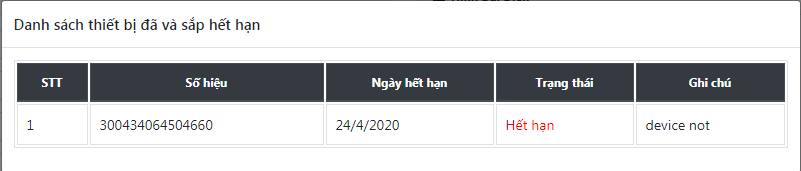 Danh sách thiết bị đã và sắp hết hạn
STT Số hiệu Ngày hết hạn Trạng thái Ghi chú
1 300434064504660 24/4/2020 Hết hạn device not